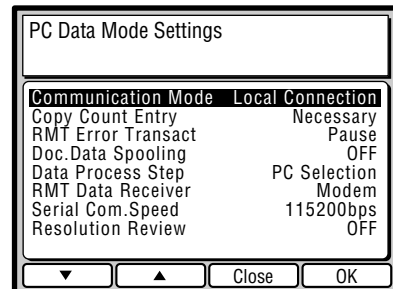 PC Data Mode Settings
Communication Mode Local Connection
Copy Count Entry Necessary
RMT Error Transact Pause
Doc.Data Spooling OFF
Data Process Step PC Selection
RMT Data Receiver Modem
Serial Com.Speed 115200bps
Resolution Review OFF
▼ ▲ Close OK